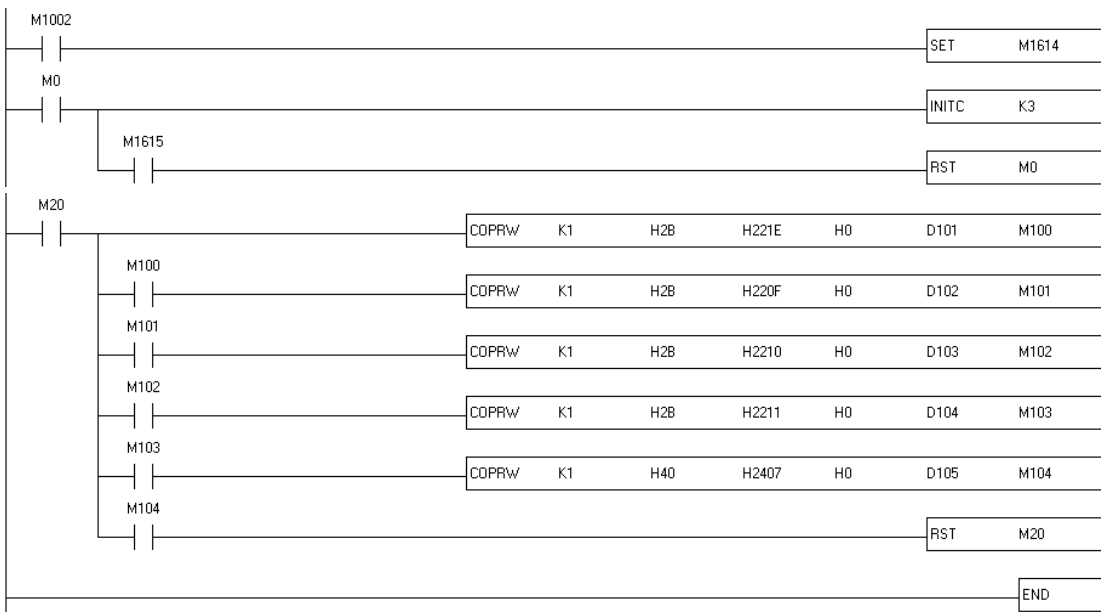 M1002
SET M1614
M0
INITC K3
M1615
RST M0
M20
COPRW K1 H2B H221E H0 D101 M100
M100
COPRW K1 H2B H220F H0 D102 M101
M101
COPRW K1 H2B H2210 H0 D103 M102
M102
COPRW K1 H2B H2211 H0 D104 M103
M103
COPRW K1 H40 H2407 H0 D105 M104
M104
RST M20
END